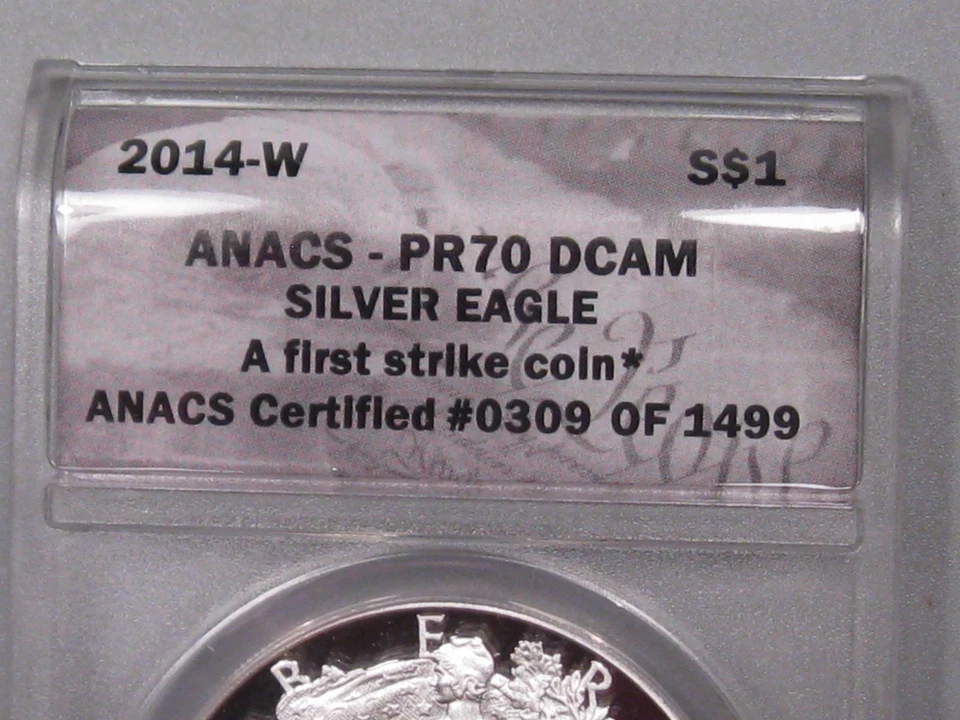 2014-W S$1
ANACS - PR70 DCAM
SILVER EAGLE
A first strike coin*
ANACS Certified #0309 OF 1499
R E R